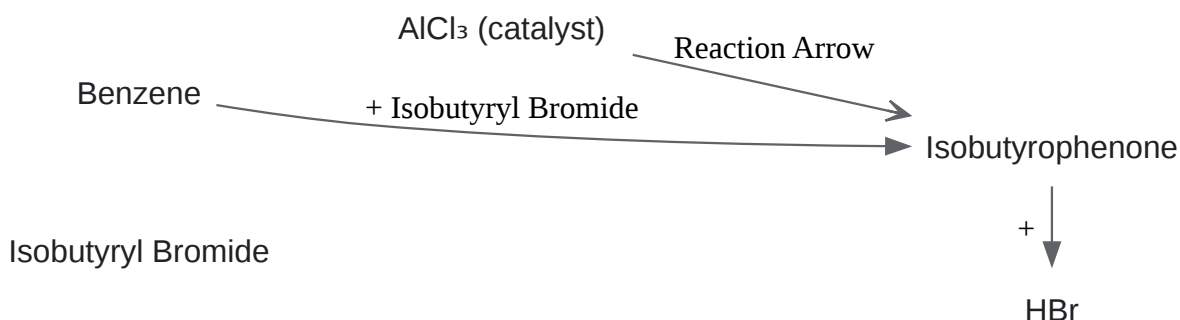 AlCl₃ (catalyst)
Reaction Arrow
Benzene
+ Isobutyryl Bromide
Isobutyrophenone
+
Isobutyryl Bromide
HBr